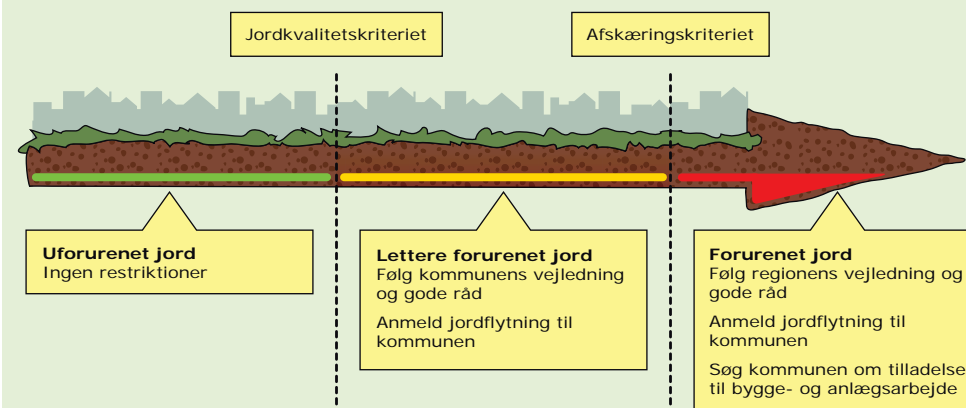 Jordkvalitetskriteriet
Afskæringskriteriet
Uforurenet jord
Ingen restriktioner
Lettere forurenet jord
Følg kommunens vejledning
og gode råd
Anmeld jordflytning til
kommunen
Forurenet jord
Følg regionens vejledning og
gode råd
Anmeld jordflytning til
kommunen
Søg kommunen om tilladelse
til bygge- og anlægsarbejde